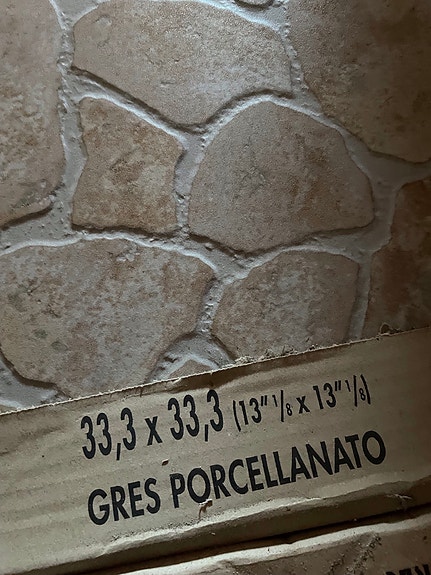 33,3 x 33,3 (13" 1/8 x 13" 1/8)
GRES PORCELLANATO